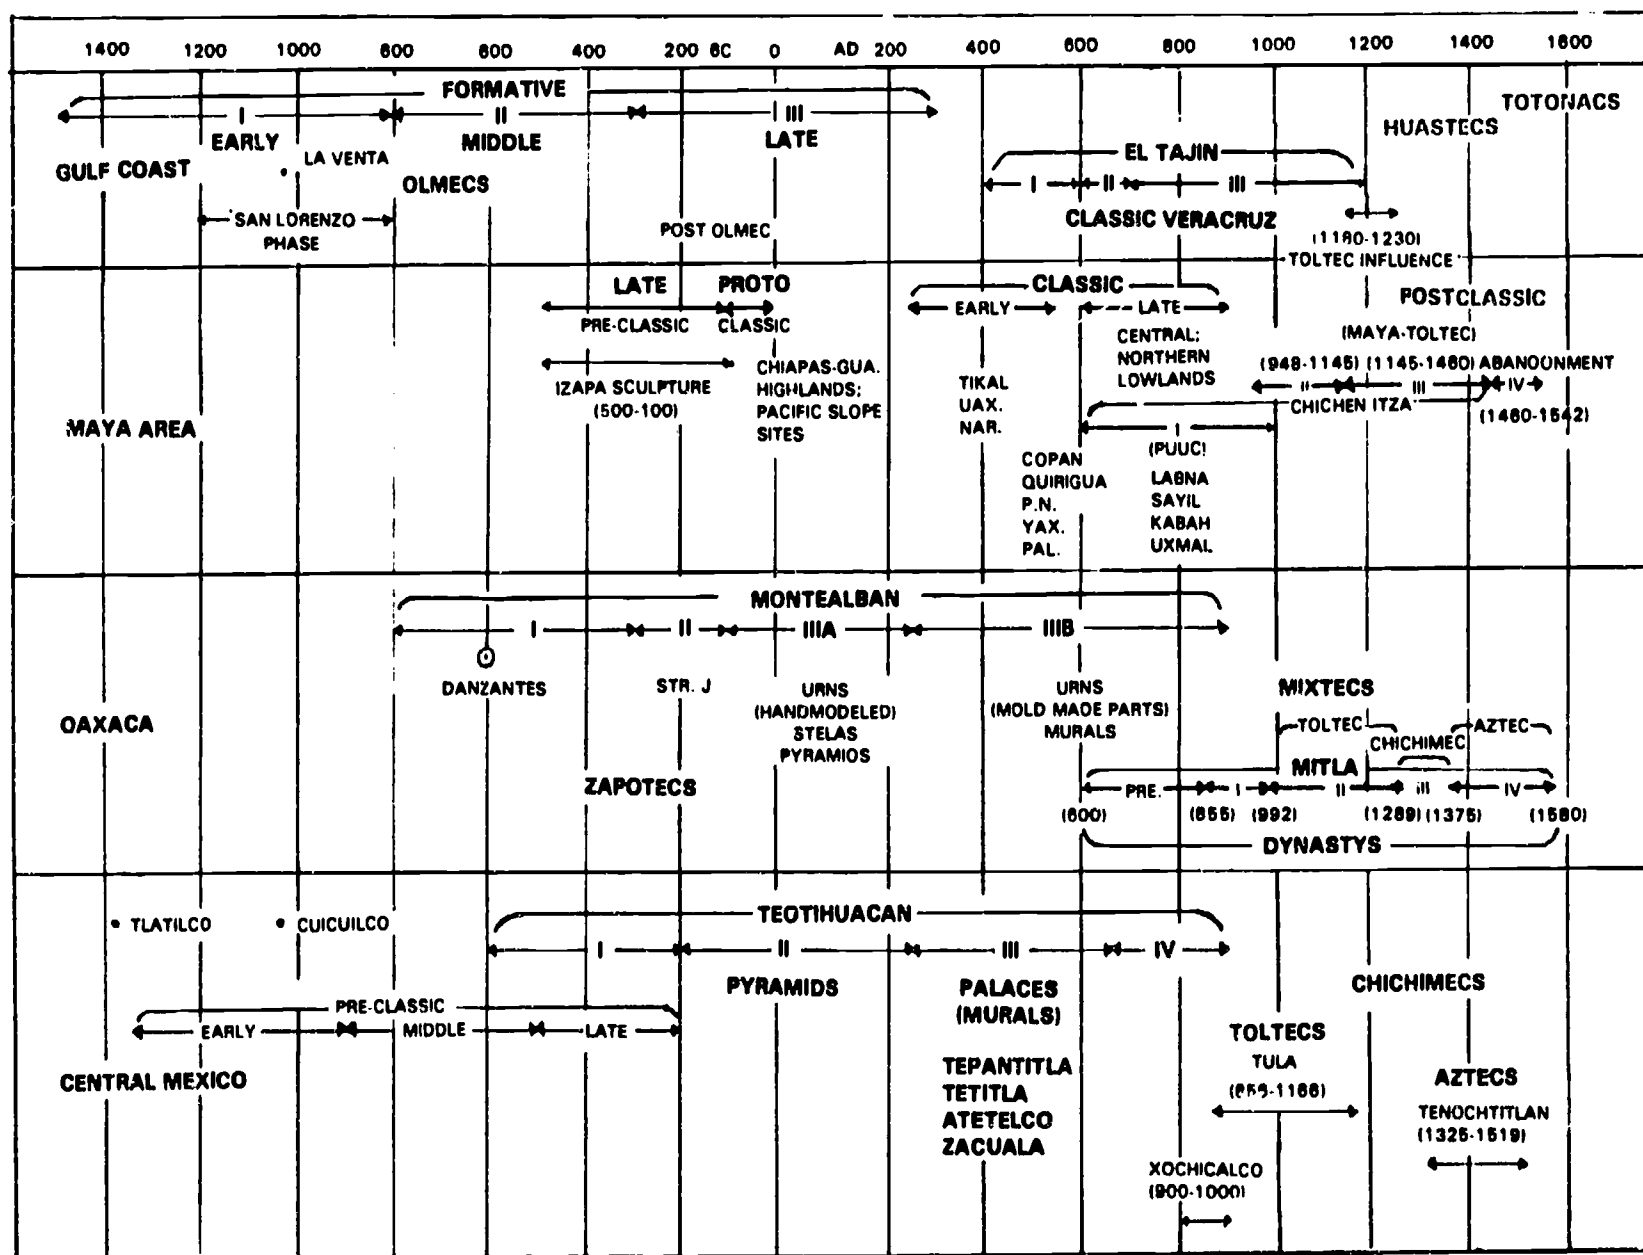 1400 1200 1000 800 600 400 200 BC 0 AD 200 400 600 800 1000 1200 1400 1600
FORMATIVE
I II III
EARLY MIDDLE LATE
GULF COAST
LA VENTA
OLMECS
SAN LORENZO
PHASE
POST OLMEC
EL TAJIN
I II III
CLASSIC VERACRUZ
HUASTECS
TOTONACS
(1180-1230)
TOLTEC INFLUENCE
MAYA AREA
LATE PROTO
PRE-CLASSIC CLASSIC
IZAPA SCULPTURE
(500-100)
CHIAPAS-GUA.
HIGHLANDS;
PACIFIC SLOPE
SITES
CLASSIC
EARLY LATE
CENTRAL;
NORTHERN
LOWLANDS
TIKAL
UAX.
NAR.
COPAN
QUIRIGUA
P.N.
YAX.
PAL.
POSTCLASSIC
(MAYA-TOLTEC)
(948-1145) (1145-1460) ABANDONMENT
II III IV
CHICHEN ITZA
(1460-1542)
I
(PUUC)
LABNA
SAYIL
KABAH
UXMAL
OAXACA
MONTEALBAN
I II IIIA IIIB
DANZANTES
STR. J
URNS
(HANDMODELED)
STELAS
PYRAMIDS
URNS
(MOLD MADE PARTS)
MURALS
ZAPOTECS
MIXTECS
TOLTEC AZTEC
CHICHIMEC
MITLA
PRE. I II III IV
(600) (855) (992) (1289) (1375) (1580)
DYNASTYS
CENTRAL MEXICO
TLATILCO CUICUILCO
TEOTIHUACAN
I II III IV
PYRAMIDS
PALACES
(MURALS)
TEPANTITLA
TETITLA
ATETELCO
ZACUALA
PRE-CLASSIC
EARLY MIDDLE LATE
CHICHIMECS
TOLTECS
TULA
AZTECS
TENOCHTITLAN
(1325-1519)
XOCHICALCO
(900-1000)